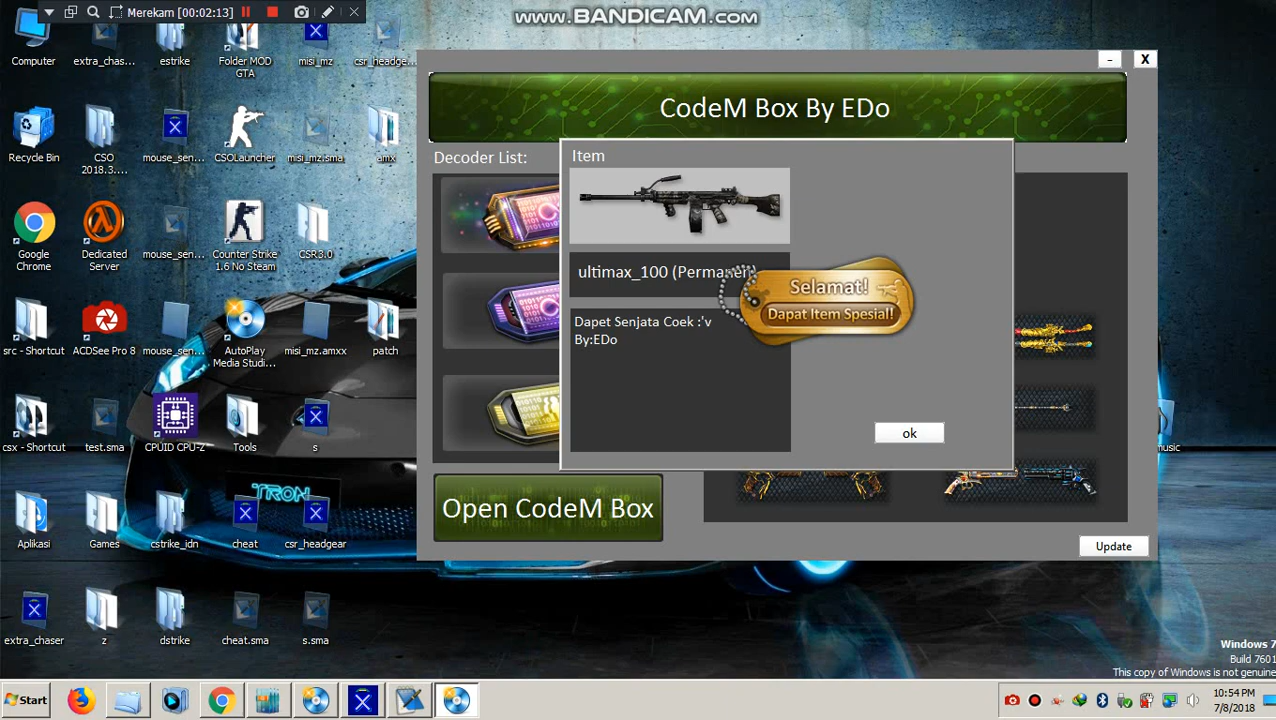 Merekam [00:02:13]
www.BANDICAM.com
Computer
extra_chas...
estrike
Folder MOD
GTA
misi_mz
csr_headge...
CodeM Box By EDo
Recycle Bin
CSO
2018.3....
mouse_sen...
CSOLauncher
misi_mz.sma
amx
Decoder List:
Item
Google
Chrome
Dedicated
Server
mouse_sen...
Counter Strike
1.6 No Steam
CSR3.0
ultimax_100 (Permanen
Selamat!
Dapat Item Spesial!
Dapet Senjata Coek :'v
By:EDo
src - Shortcut
ACDSee Pro 8
mouse_sen...
AutoPlay
Media Studi...
misi_mz.amxx
patch
csx - Shortcut
test.sma
CPUID CPU-Z
Tools
s
ok
music
TRON
Open CodeM Box
Aplikasi
Games
cstrike_idn
cheat
csr_headgear
Update
extra_chaser
z
dstrike
cheat.sma
s.sma
Windows 7
Build 7601
This copy of Windows is not genuine
Start
10:54 PM
7/8/2018